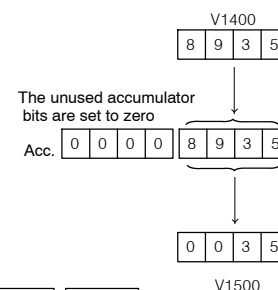 V1400
8 9 3 5
The unused accumulator
bits are set to zero
Acc. 0 0 0 0 8 9 3 5
0 0 3 5
V1500